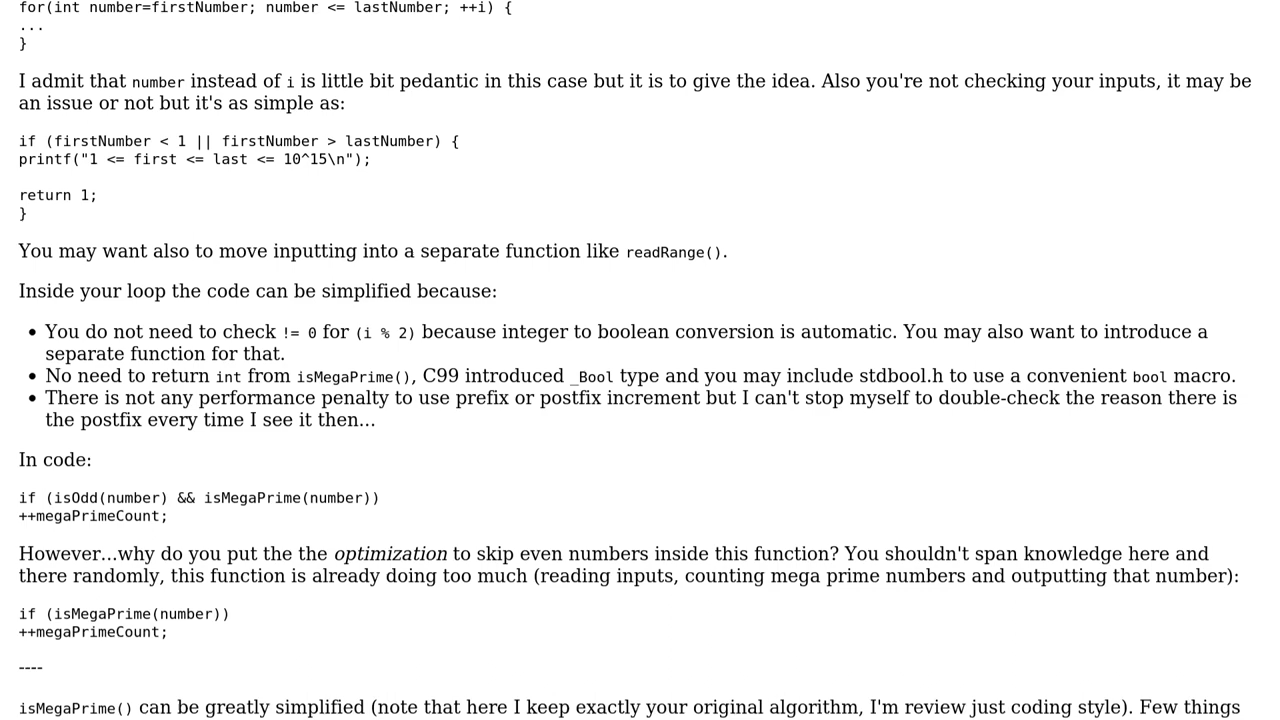 for(int number=firstNumber; number <= lastNumber; ++i) {
...
}
I admit that number instead of i is little bit pedantic in this case but it is to give the idea. Also you're not checking your inputs, it may be
an issue or not but it's as simple as:
if (firstNumber < 1 || firstNumber > lastNumber) {
printf("1 <= first <= last <= 10^15\n");
return 1;
}
You may want also to move inputting into a separate function like readRange().
Inside your loop the code can be simplified because:
• You do not need to check != 0 for (i % 2) because integer to boolean conversion is automatic. You may also want to introduce a
separate function for that.
• No need to return int from isMegaPrime(), C99 introduced _Bool type and you may include stdbool.h to use a convenient bool macro.
• There is not any performance penalty to use prefix or postfix increment but I can't stop myself to double-check the reason there is
the postfix every time I see it then...
In code:
if (isOdd(number) && isMegaPrime(number))
++megaPrimeCount;
However...why do you put the the optimization to skip even numbers inside this function? You shouldn't span knowledge here and
there randomly, this function is already doing too much (reading inputs, counting mega prime numbers and outputting that number):
if (isMegaPrime(number))
++megaPrimeCount;
----
isMegaPrime() can be greatly simplified (note that here I keep exactly your original algorithm, I'm review just coding style). Few things